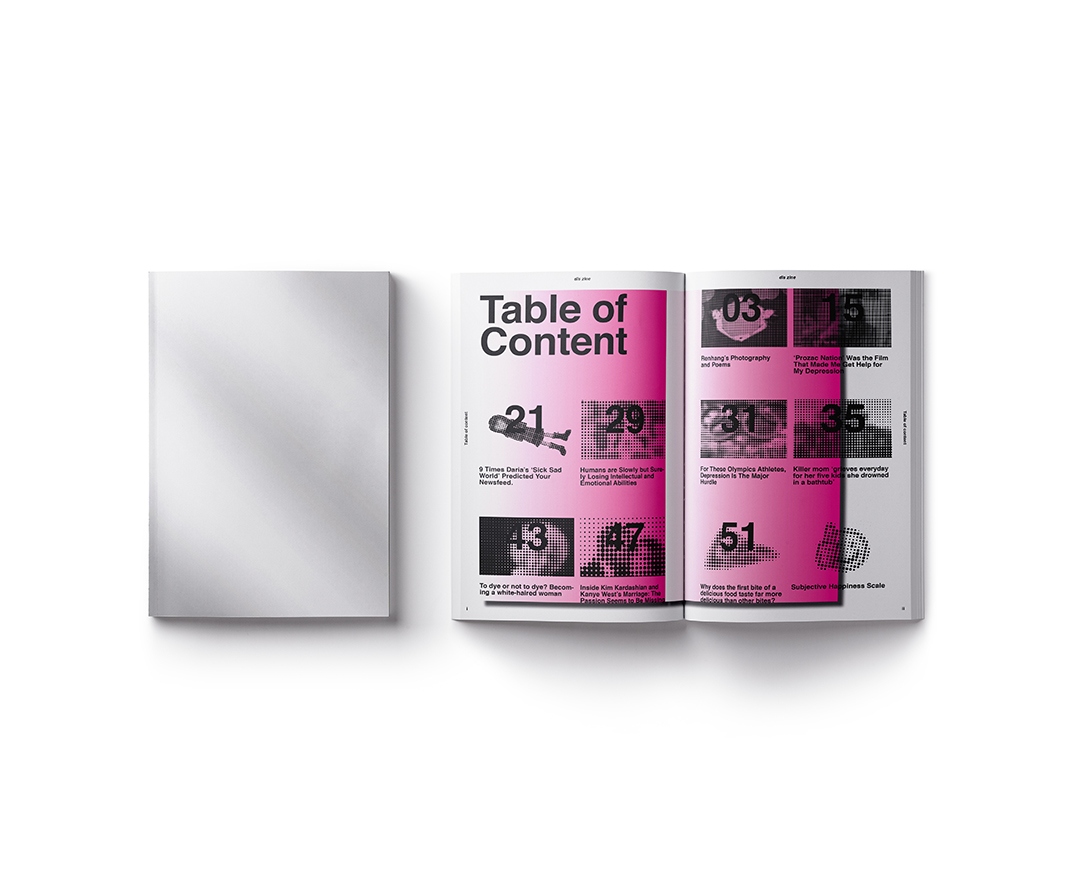 dfa zine
Table of
Content
21
9 Times Daria's 'Sick Sad
World' Predicted Your
Newsfeed.
29
Humans are Slowly but Sure-
ly Losing Intellectual and
Emotional Abilities
43
To dye or not to dye? Becom-
ing a white-haired woman
47
Inside Kim Kardashian and
Kanye West's Marriage: The
Passion Seems to Be Missing
Table of content
dfa zine
03
Renhang's Photography
and Poems
15
'Prozac Nation' Was the Film
That Made Me Get Help for
My Depression
31
For These Olympics Athletes,
Depression Is The Major
Hurdle
35
Killer mom 'grieves everyday
for her five kids she drowned
in a bathtub'
51
Why does the first bite of a
delicious food taste far more
delicious than other bites?
Subjective Happiness Scale
Table of content